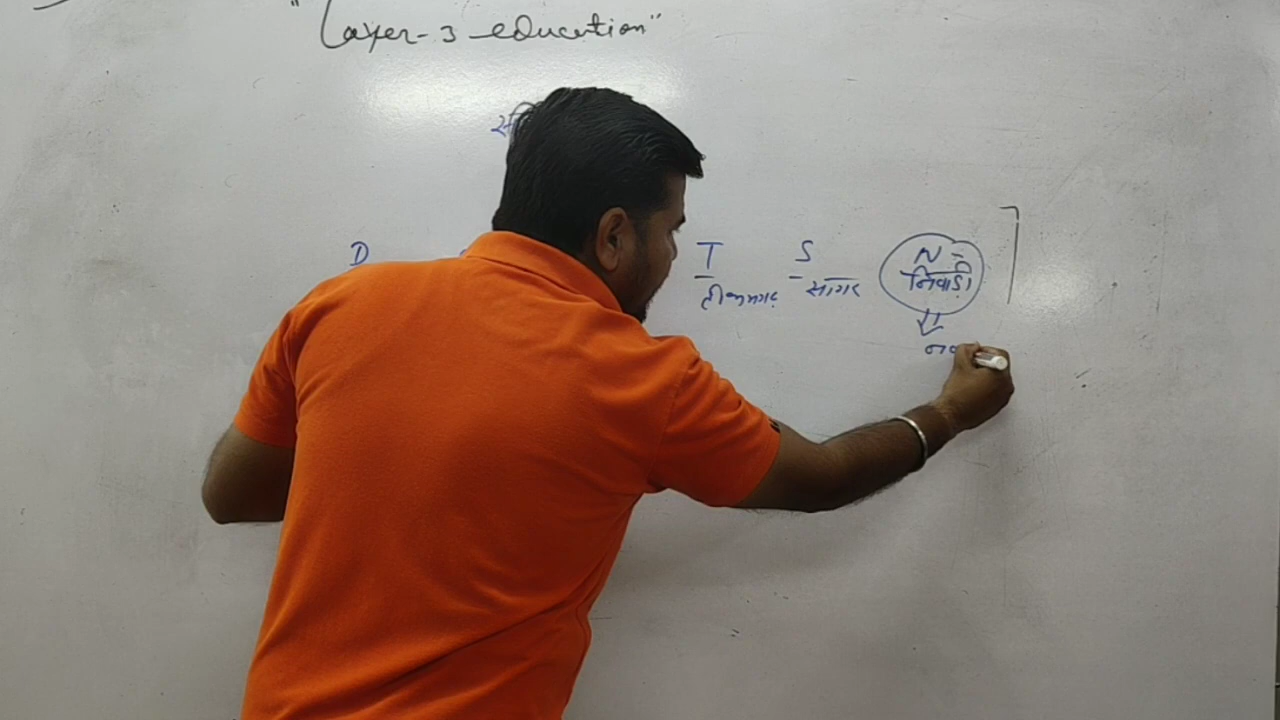 "Layer-3 education"
D T S N =
टीकमगढ़ सागर निवाड़ी